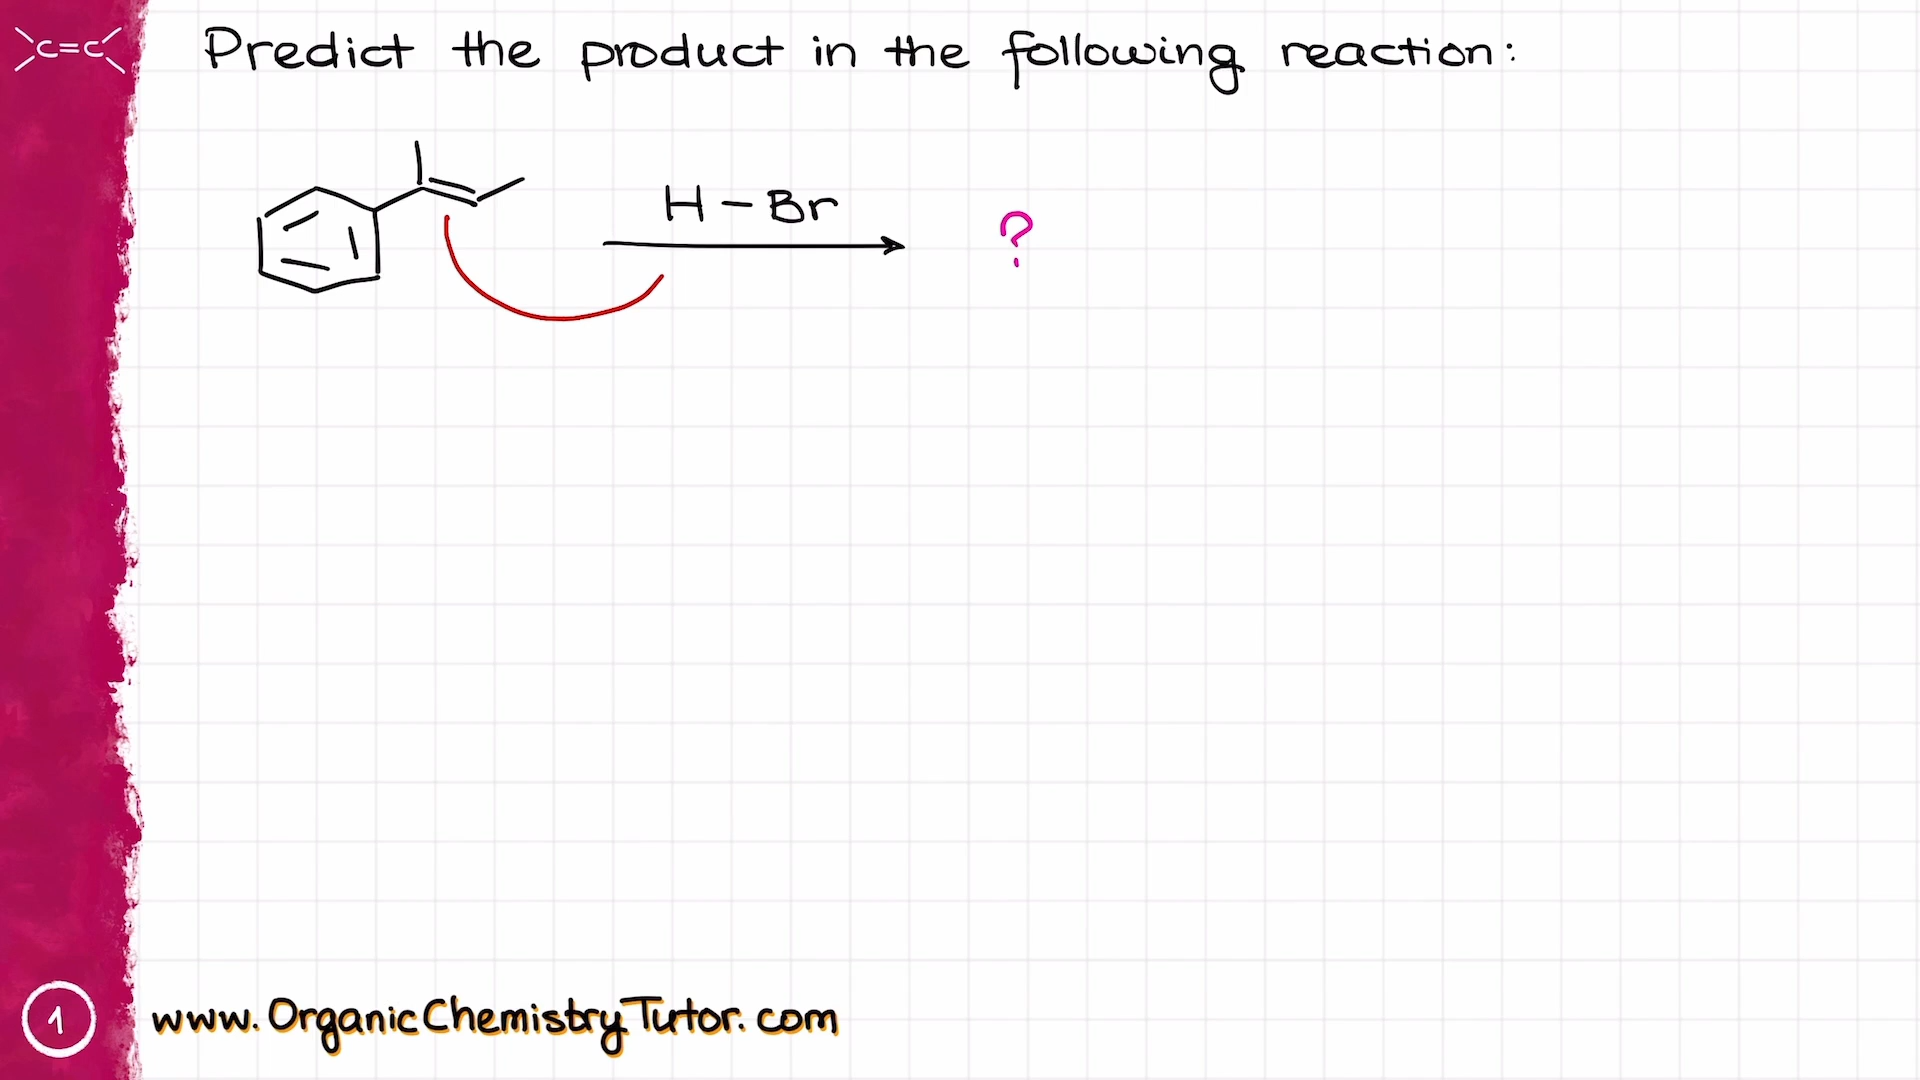 C=C
Predict the product in the following reaction:
H-Br
?
1
www.OrganicChemistryTutor.com